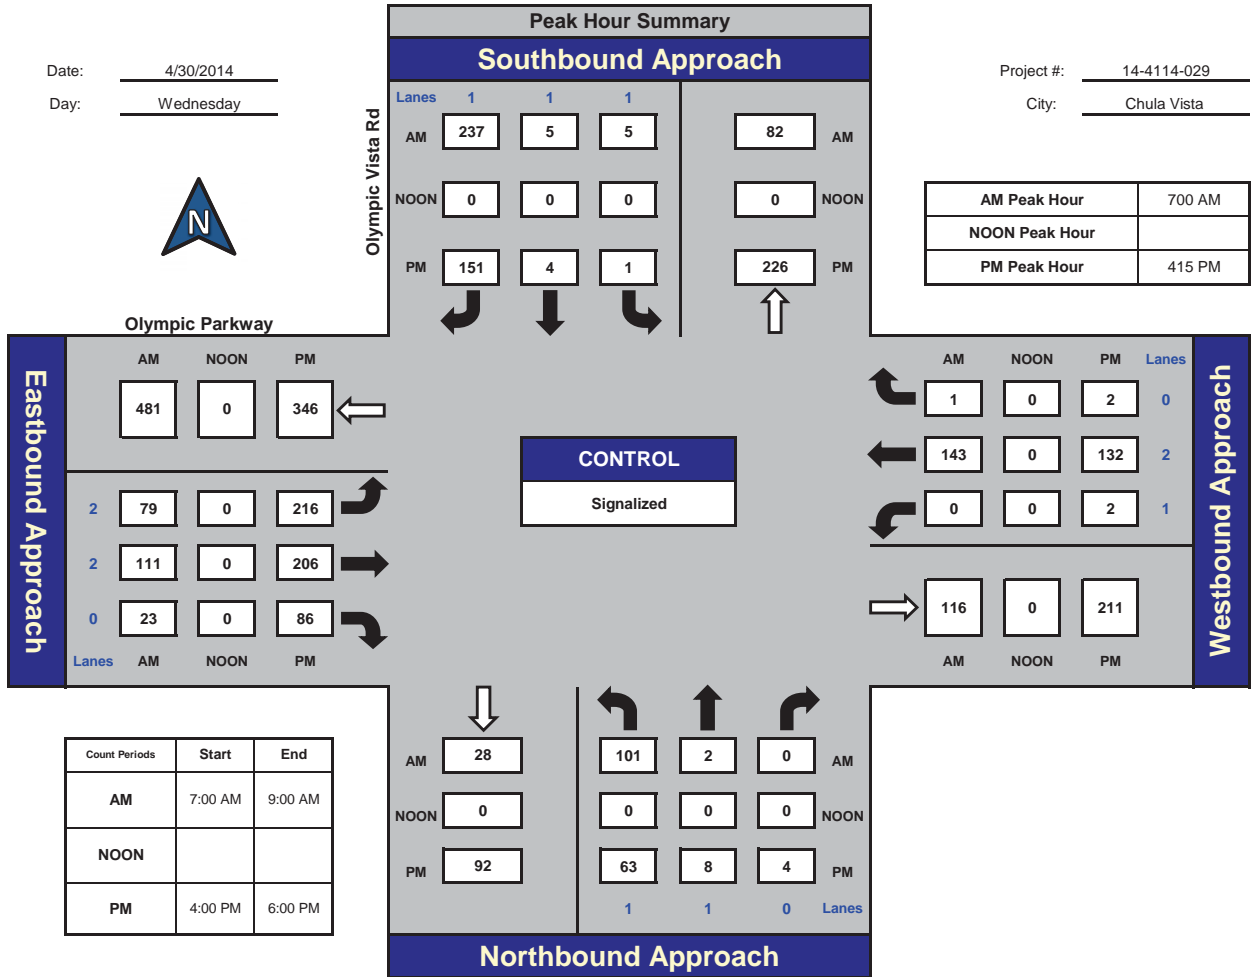 Peak Hour Summary
Southbound Approach
Date: 4/30/2014
Day: Wednesday
Project #: 14-4114-029
City: Chula Vista
Olympic Vista Rd
Lanes 1 1 1
AM 237 5 5 82 AM
NOON 0 0 0 0 NOON
PM 151 4 1 226 PM
N
AM Peak Hour 700 AM
NOON Peak Hour
PM Peak Hour 415 PM
Olympic Parkway
Eastbound Approach
AM NOON PM
481 0 346
2 79 0 216
2 111 0 206
0 23 0 86
Lanes AM NOON PM
CONTROL
Signalized
AM NOON PM Lanes
1 0 2 0
143 0 132 2
0 0 2 1
116 0 211
AM NOON PM
Westbound Approach
Count Periods Start End
AM 7:00 AM 9:00 AM
NOON
PM 4:00 PM 6:00 PM
AM 28 101 2 0 AM
NOON 0 0 0 0 NOON
PM 92 63 8 4 PM
1 1 0 Lanes
Northbound Approach